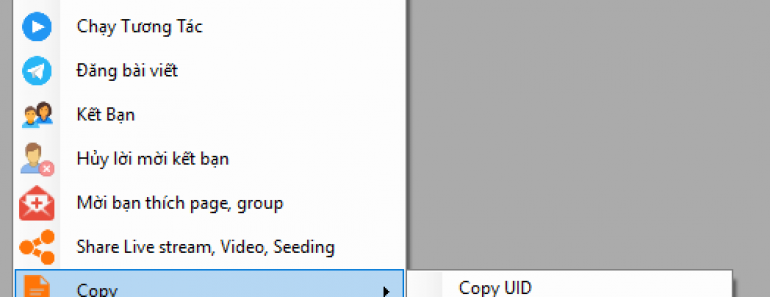 Chạy Tương Tác
Đăng bài viết
Kết Bạn
Hủy lời mời kết bạn
Mời bạn thích page, group
Share Live stream, Video, Seeding
Copy
Copy UID